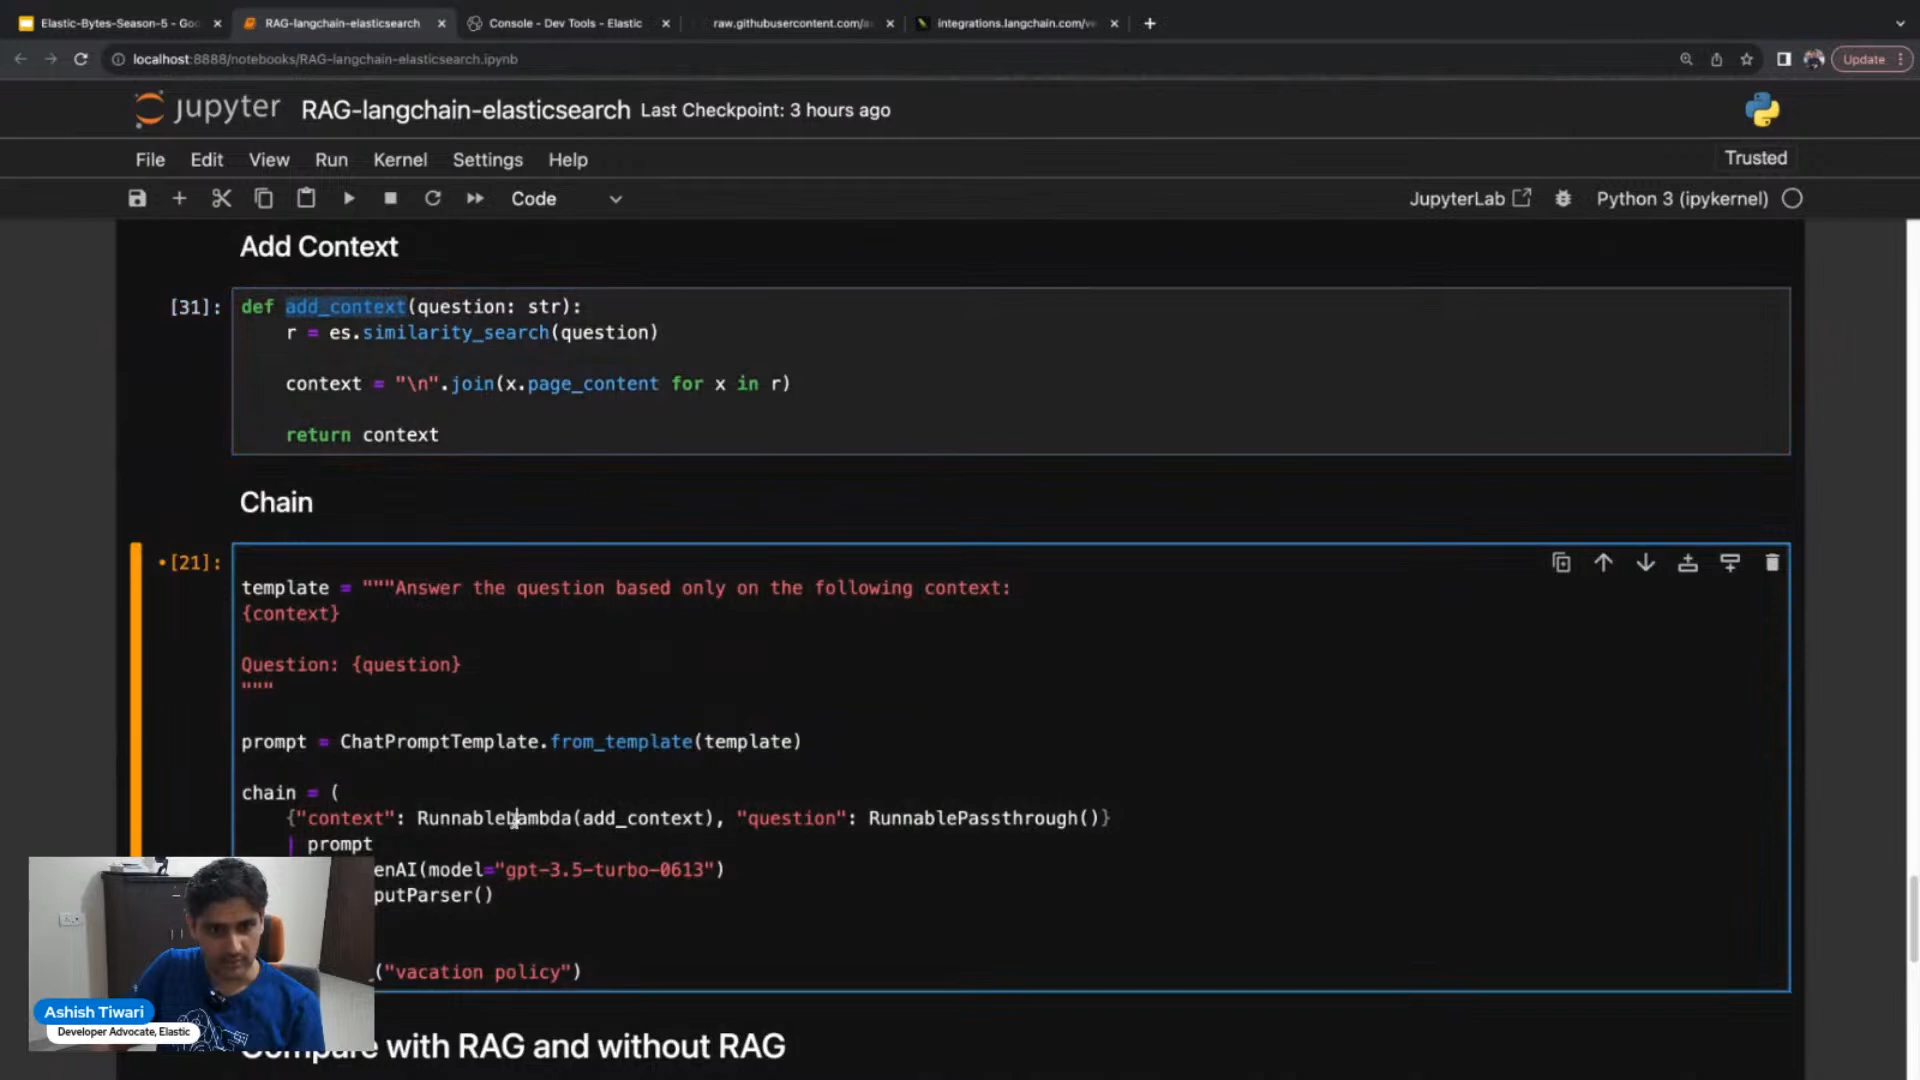 Elastic-Bytes-Season-5 - Goo
RAG-langchain-elasticsearch
Console - Dev Tools - Elastic
raw.githubusercontent.com/
integrations.langchain.com/ve
localhost:8888/notebooks/RAG-langchain-elasticsearch.ipynb
Update
jupyter RAG-langchain-elasticsearch Last Checkpoint: 3 hours ago
File Edit View Run Kernel Settings Help
Trusted
Code
JupyterLab
Python 3 (ipykernel)
Add Context
[31]:
def add_context(question: str):
r = es.similarity_search(question)
context = "\n".join(x.page_content for x in r)
return context
Chain
[21]:
template = """Answer the question based only on the following context:
{context}
Question: {question}
"""
prompt = ChatPromptTemplate.from_template(template)
chain = (
{"context": RunnableLambda(add_context), "question": RunnablePassthrough()}
| prompt
enAI(model="gpt-3.5-turbo-0613")
putParser()
("vacation policy")
Ashish Tiwari
Developer Advocate, Elastic
Compare with RAG and without RAG